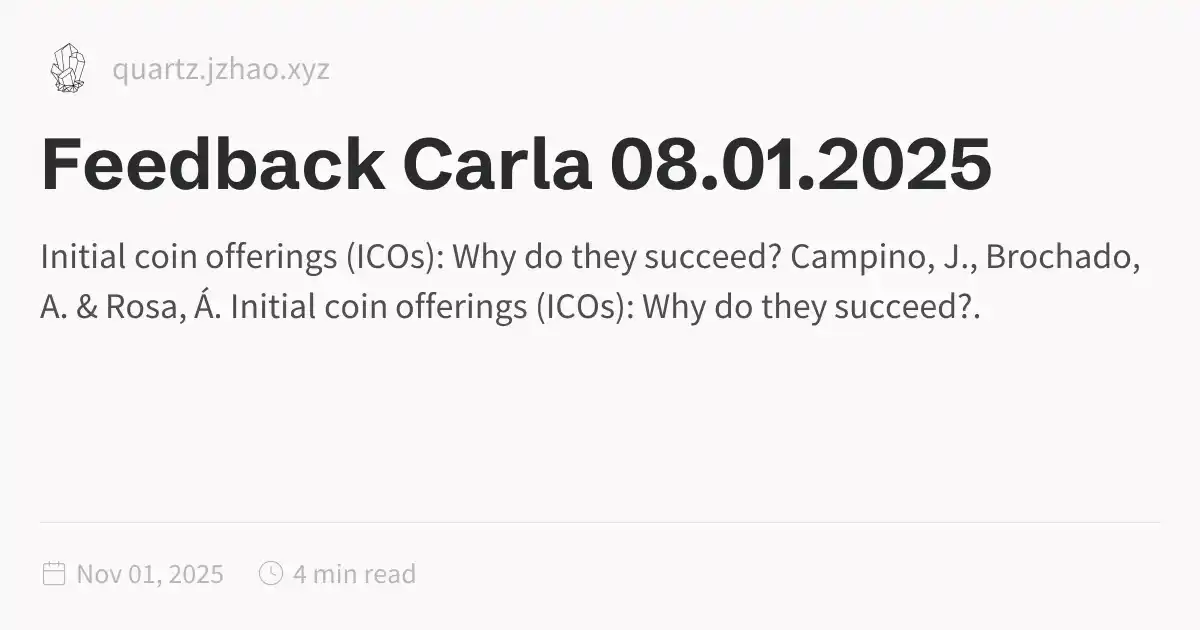 quartz.jzhao.xyz
Feedback Carla 08.01.2025
Initial coin offerings (ICOs): Why do they succeed? Campino, J., Brochado,
A. & Rosa, Á. Initial coin offerings (ICOs): Why do they succeed?.
Nov 01, 2025 4 min read